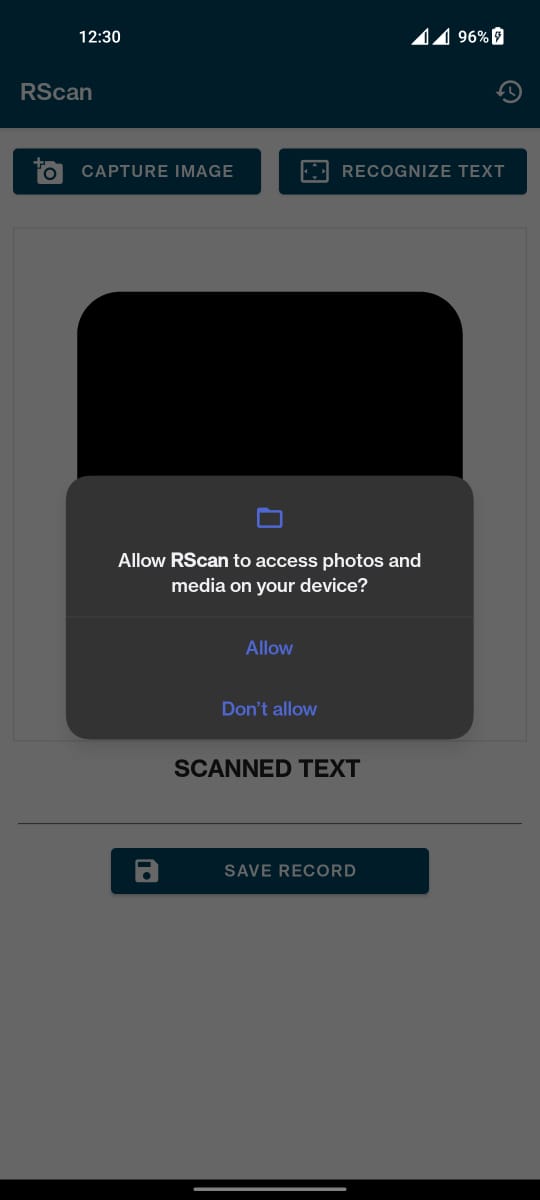 12:30
96%
RScan
CAPTURE IMAGE
RECOGNIZE TEXT
Allow RScan to access photos and
media on your device?
Allow
Don’t allow
SCANNED TEXT
SAVE RECORD